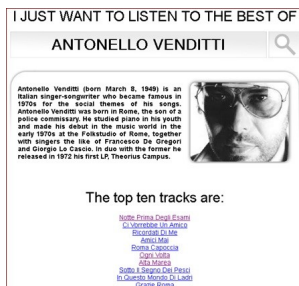 I JUST WANT TO LISTEN TO THE BEST OF
ANTONELLO VENDITTI
Antonello Venditti (born March 8, 1949) is an
Italian singer-songwriter who became famous in
1970s for the social themes of his songs.
Antonello Venditti was born in Rome, the son of a
police commissary. He studied piano in his youth
and made his debut in the music world in the
early 1970s at the Folkstudio of Rome, together
with singers the like of Francesco De Gregori
and Giorgio Lo Cascio. In duo with the former he
released in 1972 his first LP, Theorius Campus.
The top ten tracks are:
Notte Prima Degli Esami
Ci Vorrebbe Un Amico
Ricordati Di Me
Amici Mai
Roma Capoccia
Ogni Volta
Alta Marea
Sotto Il Segno Dei Pesci
In Questo Mondo Di Ladri
Grazie Roma